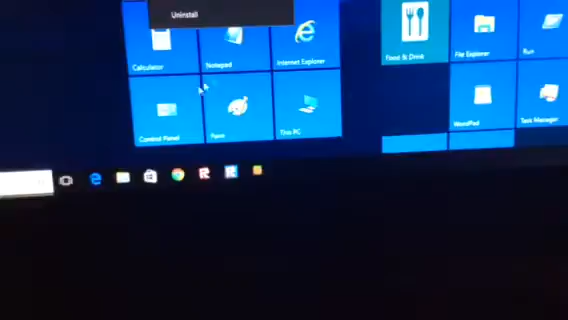 Uninstall
Calculator
Notepad
Internet Explorer
Food & Drink
File Explorer
Run
Control Panel
Paint
This PC
WordPad
Task Manager